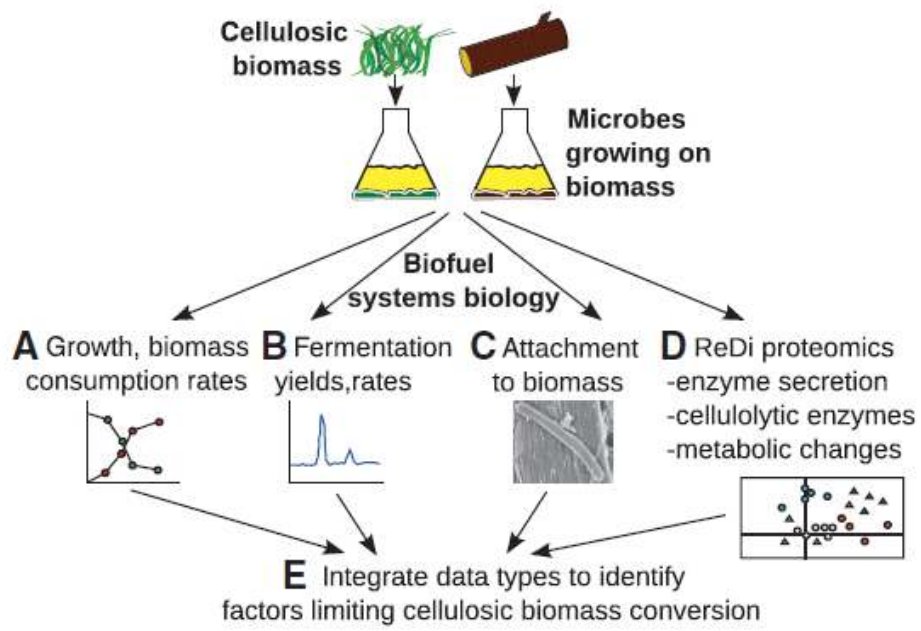 Cellulosic
biomass
Microbes
growing on
biomass
Biofuel
systems biology
A Growth, biomass
consumption rates
B Fermentation
yields,rates
C Attachment
to biomass
D ReDi proteomics
-enzyme secretion
-cellulolytic enzymes
-metabolic changes
E Integrate data types to identify
factors limiting cellulosic biomass conversion